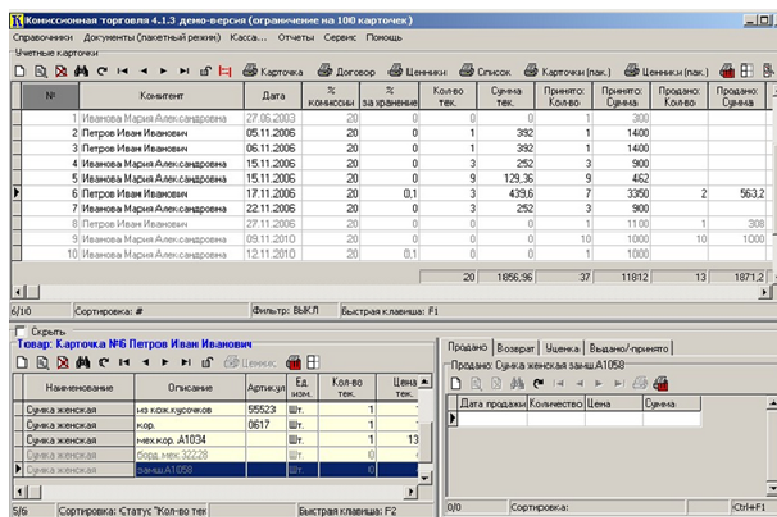 Комиссионная торговля 4.1.3 демо-версия (ограничение на 100 карточек)
Справочники Документы (пакетный режим) Касса... Отчеты Сервис Помощь
Учетные карточки
Карточка Договор Ценники Список Карточки (пак.) Ценники (пак.)
№ Комитент Дата % комиссии % за хранение Кол-во тек. Сумма тек. Принято: Кол-во Принято: Сумма Продано: Кол-во Продано: Сумма
1 Иванова Мария Александровна 27.06.2003 20 0 0 0 1 300
2 Петров Иван Иванович 05.11.2006 20 0 1 392 1 1400
3 Петров Иван Иванович 06.11.2006 20 0 1 392 1 1400
4 Иванова Мария Александровна 15.11.2006 20 0 3 252 3 900
5 Иванова Мария Александровна 15.11.2006 20 0 9 129,36 9 462
6 Петров Иван Иванович 17.11.2006 20 0,1 3 439,6 7 3350 2 563,2
7 Иванова Мария Александровна 22.11.2006 20 0 3 252 3 900
8 Петров Иван Иванович 27.11.2006 20 0 0 0 1 1100 1 308
9 Иванова Мария Александровна 09.11.2010 20 0 0 0 10 1000 10 1000
10 Иванова Мария Александровна 12.11.2010 20 0,1 0 0 1 1000
20 1856,96 37 11812 13 1871,2
6/10 Сортировка: # Фильтр: ВЫКЛ Быстрая клавиша: F1
Скрыть
Товар: Карточка №6 Петров Иван Иванович
Ценник
Наименование Описание Артикул Ед. изм. Кол-во тек. Цена тек.
Сумка женская из кож.кусочков 55523 Шт. 1
Сумка женская кор. 0617 Шт. 1
Сумка женская мех.кор. А1034 Шт. 1 13
Сумка женская борд. мех 32228 Шт. 0
Сумка женская замш.А1058 Шт. 0
5/6 Сортировка: Статус "Кол-во тек Быстрая клавиша: F2
Продано Возврат Уценка Выдано/принято
Продано: Сумка женская замш.А1058
Дата продажи Количество Цена Сумма
0/0 Сортировка: Ctrl+F1